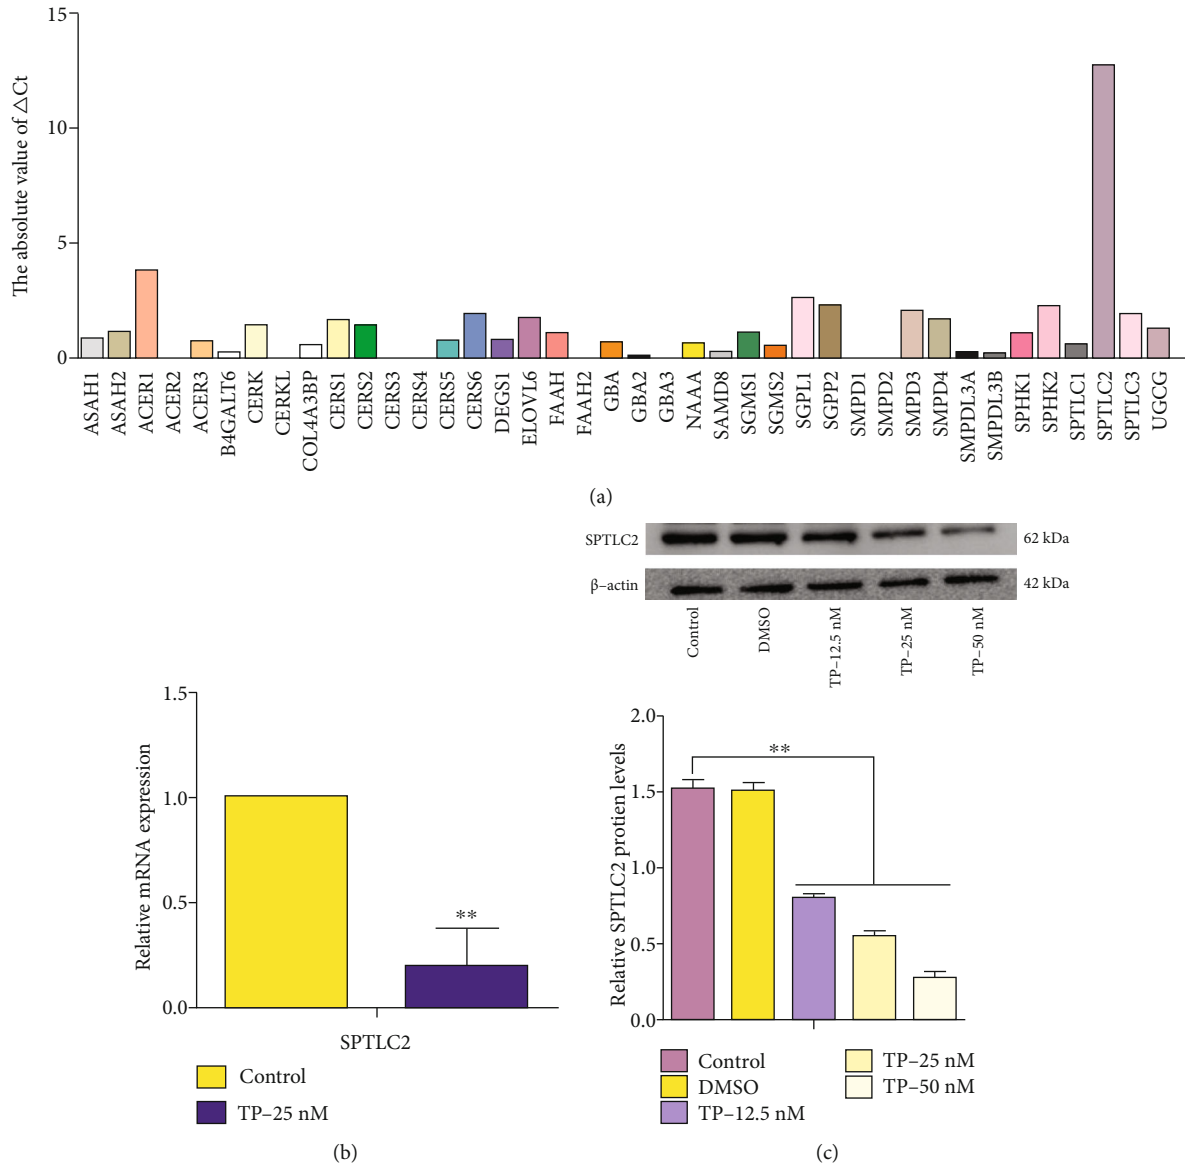 15
10
5
0
The absolute value of △Ct
ASAH1
ASAH2
ACER1
ACER2
ACER3
B4GALT6
CERK
CERKL
COL4A3BP
CERS1
CERS2
CERS3
CERS4
CERS5
CERS6
DEGS1
ELOVL6
FAAH
FAAH2
GBA
GBA2
GBA3
NAAA
SAMD8
SGMS1
SGMS2
SGPL1
SGPP2
SMPD1
SMPD2
SMPD3
SMPD4
SMPDL3A
SMPDL3B
SPHK1
SPHK2
SPTLC1
SPTLC2
SPTLC3
UGCG
(a)
1.5
1.0
0.5
0.0
Relative mRNA expression
**
SPTLC2
Control
TP–25 nM
(b)
SPTLC2
62 kDa
β–actin
42 kDa
Control
DMSO
TP–12.5 nM
TP–25 nM
TP–50 nM
2.0
1.5
1.0
0.5
0.0
Relative SPTLC2 protien levels
**
Control
DMSO
TP–12.5 nM
TP–25 nM
TP–50 nM
(c)